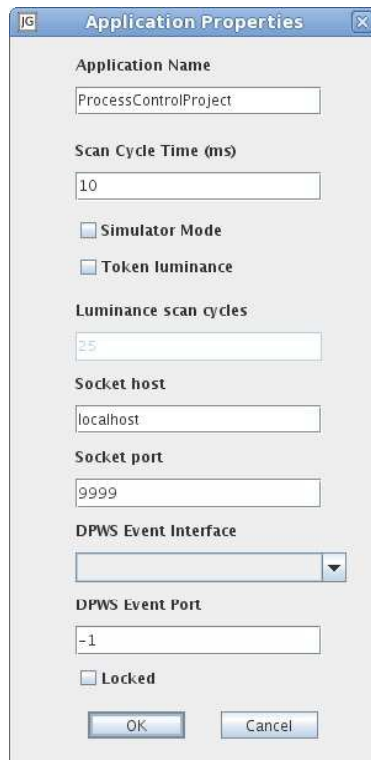 JG Application Properties
Application Name
ProcessControlProject
Scan Cycle Time (ms)
10
Simulator Mode
Token luminance
Luminance scan cycles
25
Socket host
localhost
Socket port
9999
DPWS Event Interface
DPWS Event Port
-1
Locked
OK Cancel